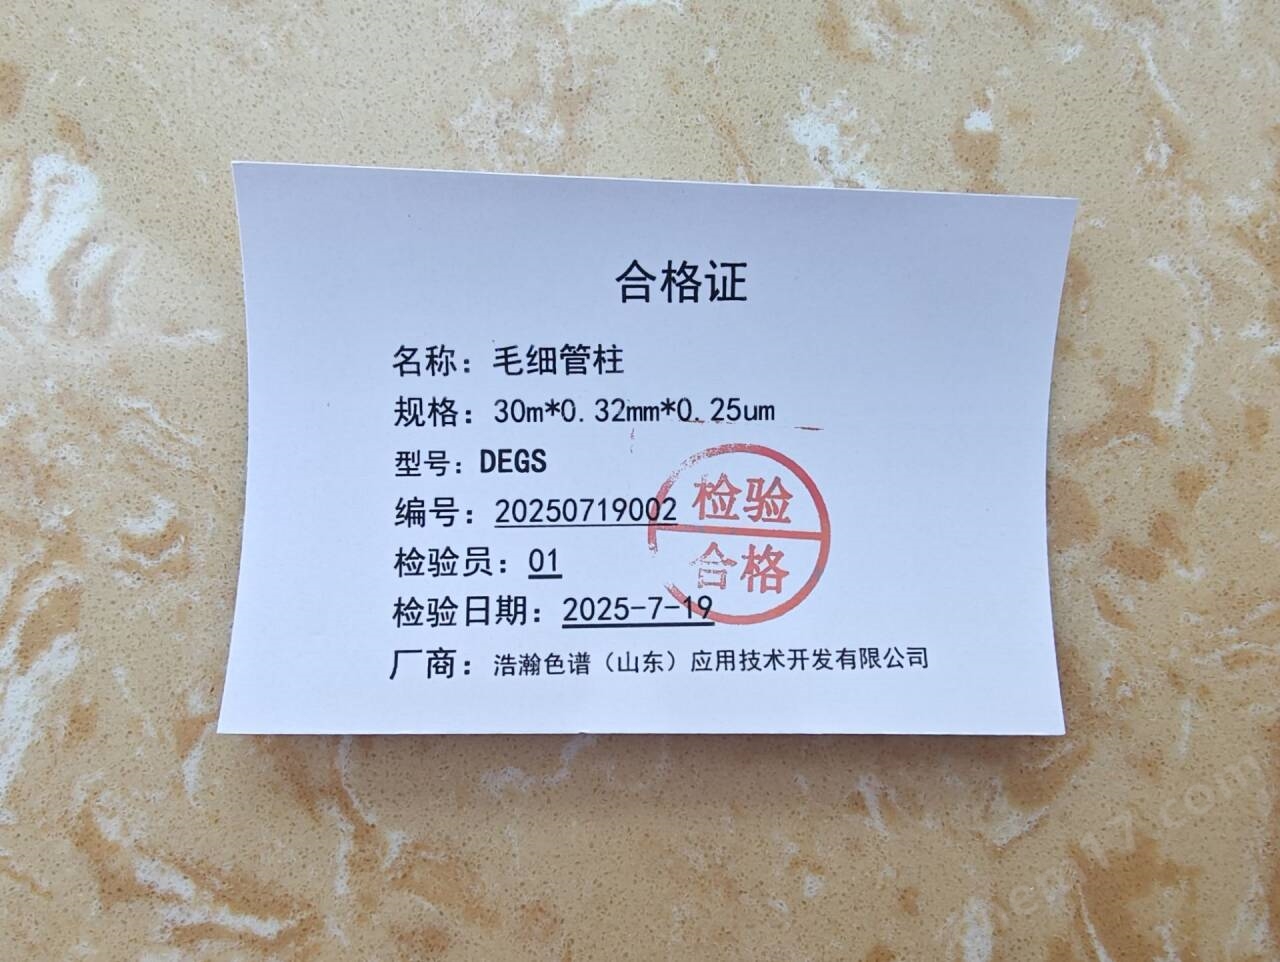 合格证
名称：毛细管柱
规格：30m*0.32mm*0.25um
型号：DEGS
编号：20250719002
检验员：01
检验日期：2025-7-19
厂商：浩瀚色谱（山东）应用技术开发有限公司
检验
合格